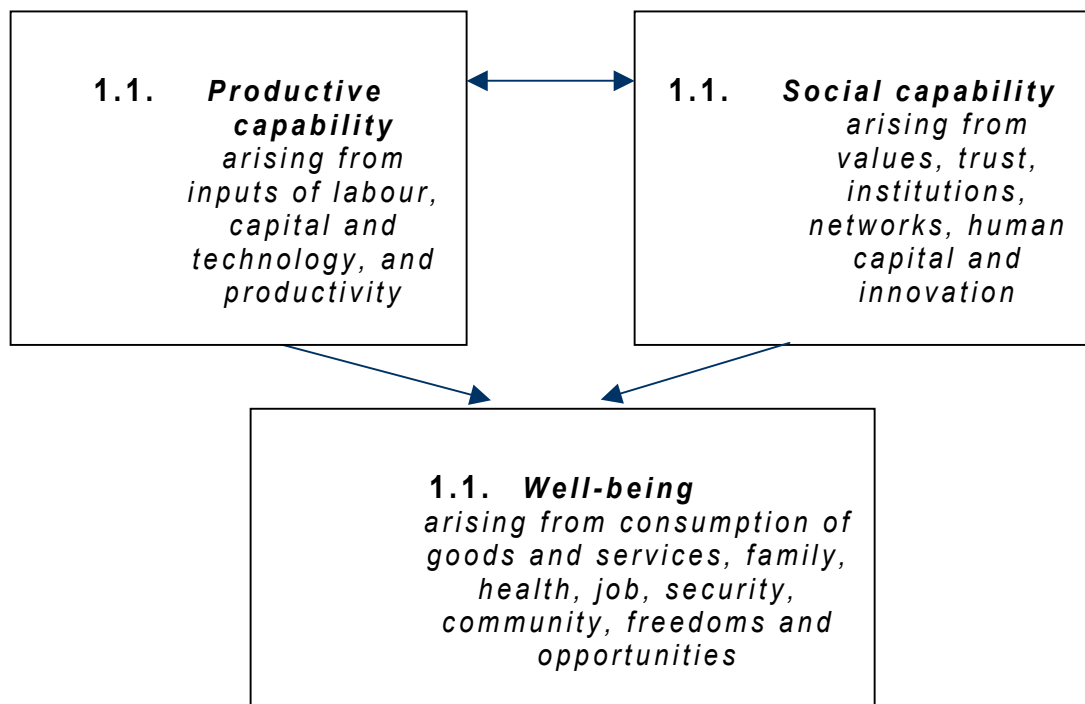 1.1. Productive
capability
arising from
inputs of labour,
capital and
technology, and
productivity
1.1. Social capability
arising from
values, trust,
institutions,
networks, human
capital and
innovation
1.1. Well-being
arising from consumption of
goods and services, family,
health, job, security,
community, freedoms and
opportunities